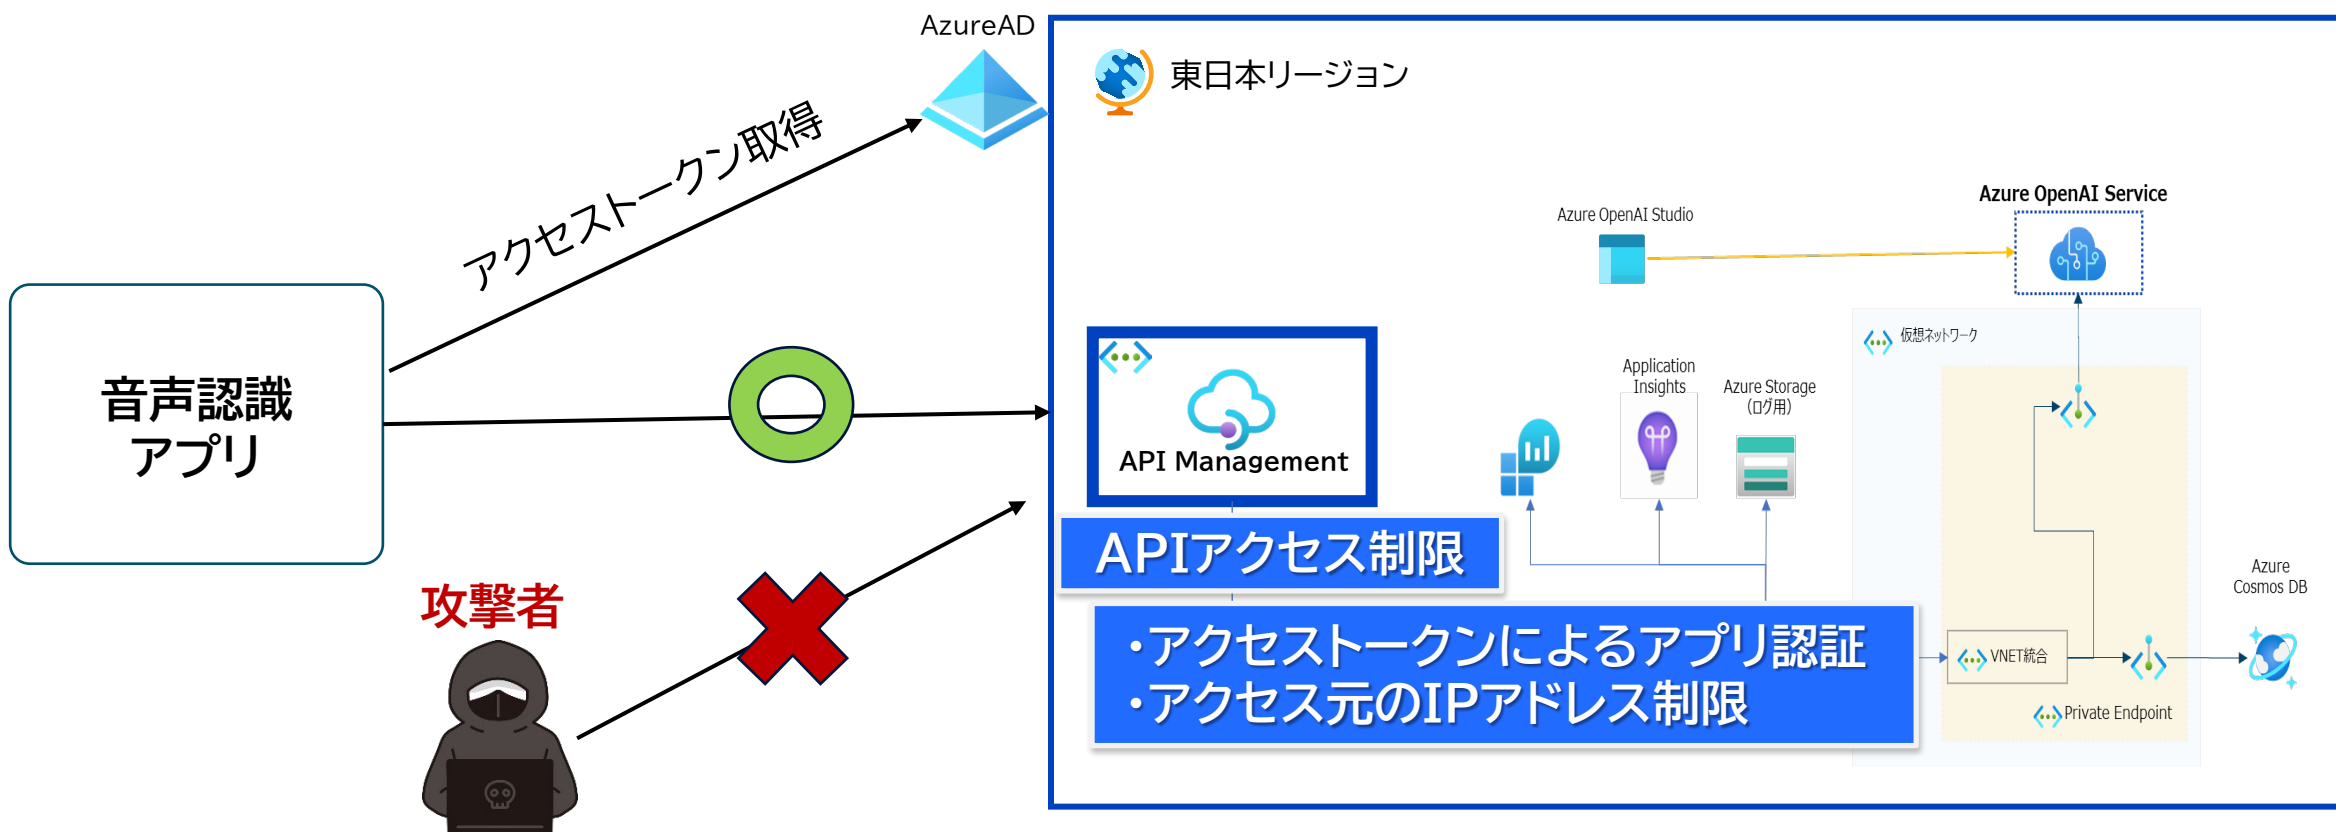 AzureAD
東日本リージョン
アクセストークン取得
Azure OpenAI Service
Azure OpenAI Studio
音声認識
アプリ
仮想ネットワーク
Application
Insights
Azure Storage
（ログ用）
API Management
APIアクセス制限
攻撃者
・アクセストークンによるアプリ認証
・アクセス元のIPアドレス制限
VNET統合
Private Endpoint
Azure
Cosmos DB